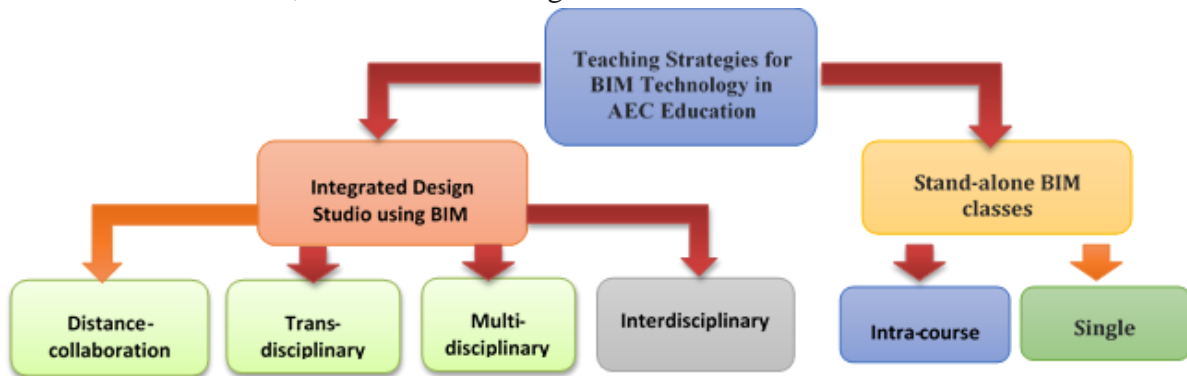 Teaching Strategies for
BIM Technology in
AEC Education
Integrated Design
Studio using BIM
Stand-alone BIM
classes
Distance-
collaboration
Trans-
disciplinary
Multi-
disciplinary
Interdisciplinary
Intra-course
Single